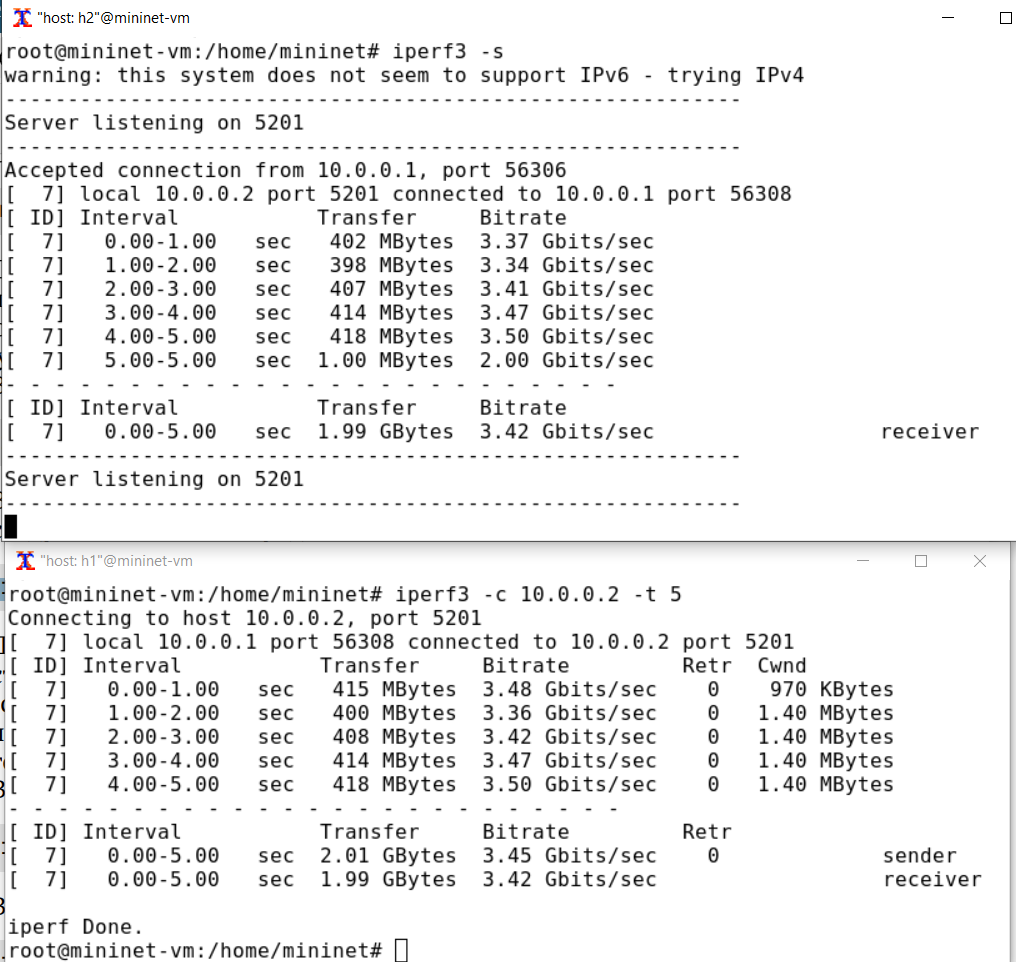 "host: h2"@mininet-vm
root@mininet-vm:/home/mininet# iperf3 -s
warning: this system does not seem to support IPv6 - trying IPv4
-----------------------------------------------------------
Server listening on 5201
-----------------------------------------------------------
Accepted connection from 10.0.0.1, port 56306
[  7] local 10.0.0.2 port 5201 connected to 10.0.0.1 port 56308
[ ID] Interval           Transfer     Bitrate
[  7]   0.00-1.00   sec   402 MBytes  3.37 Gbits/sec
[  7]   1.00-2.00   sec   398 MBytes  3.34 Gbits/sec
[  7]   2.00-3.00   sec   407 MBytes  3.41 Gbits/sec
[  7]   3.00-4.00   sec   414 MBytes  3.47 Gbits/sec
[  7]   4.00-5.00   sec   418 MBytes  3.50 Gbits/sec
[  7]   5.00-5.00   sec  1.00 MBytes  2.00 Gbits/sec
- - - - - - - - - - - - - - - - - - - - - - - - -
[ ID] Interval           Transfer     Bitrate
[  7]   0.00-5.00   sec  1.99 GBytes  3.42 Gbits/sec                  receiver
-----------------------------------------------------------
Server listening on 5201
-----------------------------------------------------------
"host: h1"@mininet-vm
root@mininet-vm:/home/mininet# iperf3 -c 10.0.0.2 -t 5
Connecting to host 10.0.0.2, port 5201
[  7] local 10.0.0.1 port 56308 connected to 10.0.0.2 port 5201
[ ID] Interval           Transfer     Bitrate         Retr  Cwnd
[  7]   0.00-1.00   sec   415 MBytes  3.48 Gbits/sec    0    970 KBytes
[  7]   1.00-2.00   sec   400 MBytes  3.36 Gbits/sec    0   1.40 MBytes
[  7]   2.00-3.00   sec   408 MBytes  3.42 Gbits/sec    0   1.40 MBytes
[  7]   3.00-4.00   sec   414 MBytes  3.47 Gbits/sec    0   1.40 MBytes
[  7]   4.00-5.00   sec   418 MBytes  3.50 Gbits/sec    0   1.40 MBytes
- - - - - - - - - - - - - - - - - - - - - - - - -
[ ID] Interval           Transfer     Bitrate         Retr
[  7]   0.00-5.00   sec  2.01 GBytes  3.45 Gbits/sec    0             sender
[  7]   0.00-5.00   sec  1.99 GBytes  3.42 Gbits/sec                  receiver
iperf Done.
root@mininet-vm:/home/mininet#